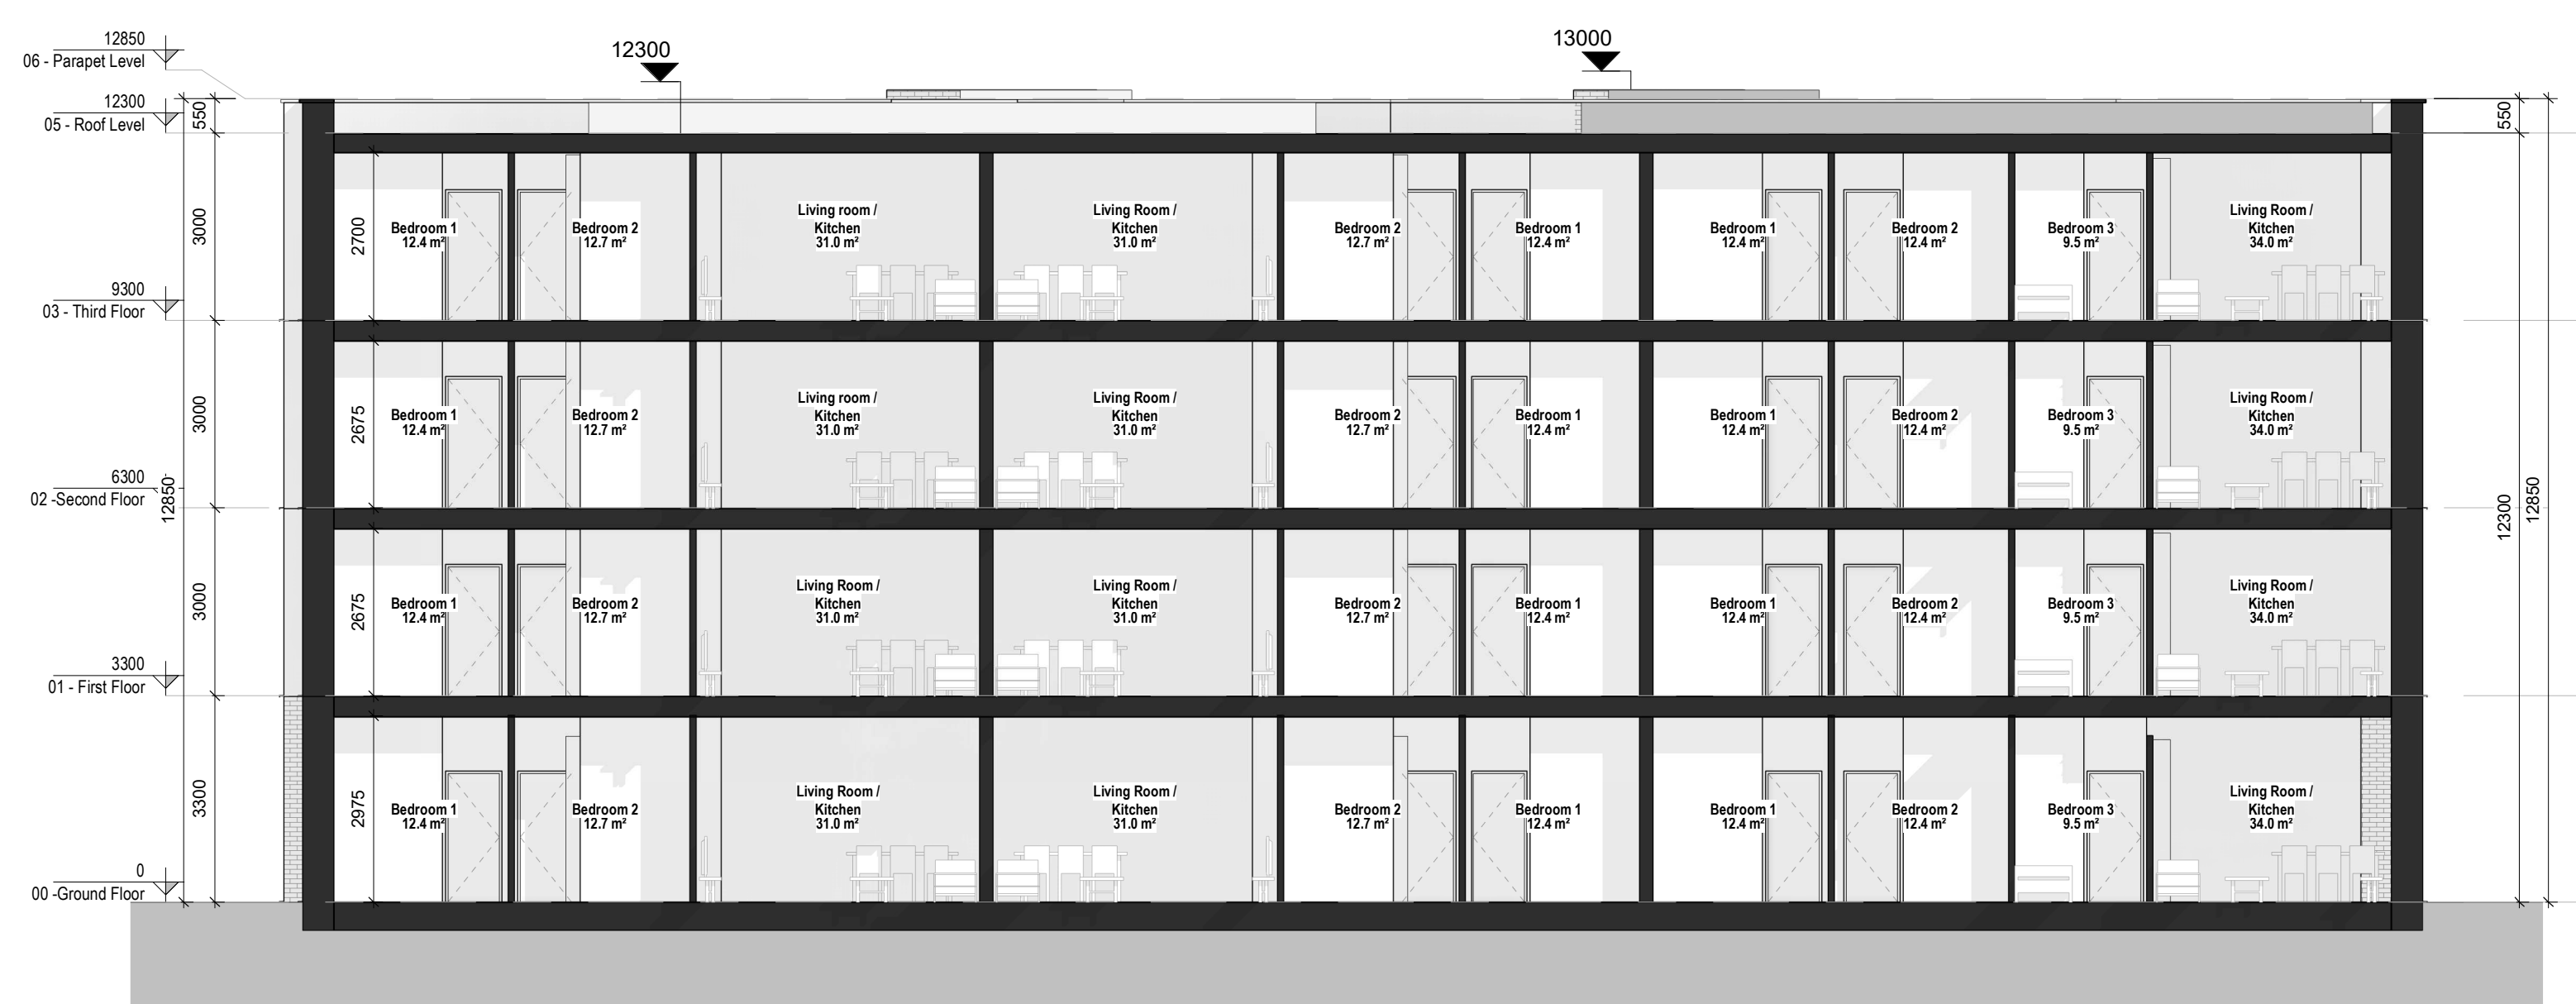 12850
06 - Parapet Level
12300
13000
12300
05 - Roof Level
550
550
3000
2700
Bedroom 1
12.4 m²
Bedroom 2
12.7 m²
Living room /
Kitchen
31.0 m²
Living Room /
Kitchen
31.0 m²
Bedroom 2
12.7 m²
Bedroom 1
12.4 m²
Bedroom 1
12.4 m²
Bedroom 2
12.4 m²
Bedroom 3
9.5 m²
Living Room /
Kitchen
34.0 m²
9300
03 - Third Floor
3000
2675
Bedroom 1
12.4 m²
Bedroom 2
12.7 m²
Living room /
Kitchen
31.0 m²
Living Room /
Kitchen
31.0 m²
Bedroom 2
12.7 m²
Bedroom 1
12.4 m²
Bedroom 1
12.4 m²
Bedroom 2
12.4 m²
Bedroom 3
9.5 m²
Living Room /
Kitchen
34.0 m²
6300
02 -Second Floor
12850
12300
12850
3000
2675
Bedroom 1
12.4 m²
Bedroom 2
12.7 m²
Living Room /
Kitchen
31.0 m²
Living Room /
Kitchen
31.0 m²
Bedroom 2
12.7 m²
Bedroom 1
12.4 m²
Bedroom 1
12.4 m²
Bedroom 2
12.4 m²
Bedroom 3
9.5 m²
Living Room /
Kitchen
34.0 m²
3300
01 - First Floor
3300
2975
Bedroom 1
12.4 m²
Bedroom 2
12.7 m²
Living Room /
Kitchen
31.0 m²
Living Room /
Kitchen
31.0 m²
Bedroom 2
12.7 m²
Bedroom 1
12.4 m²
Bedroom 1
12.4 m²
Bedroom 2
12.4 m²
Bedroom 3
9.5 m²
Living Room /
Kitchen
34.0 m²
0
00 -Ground Floor